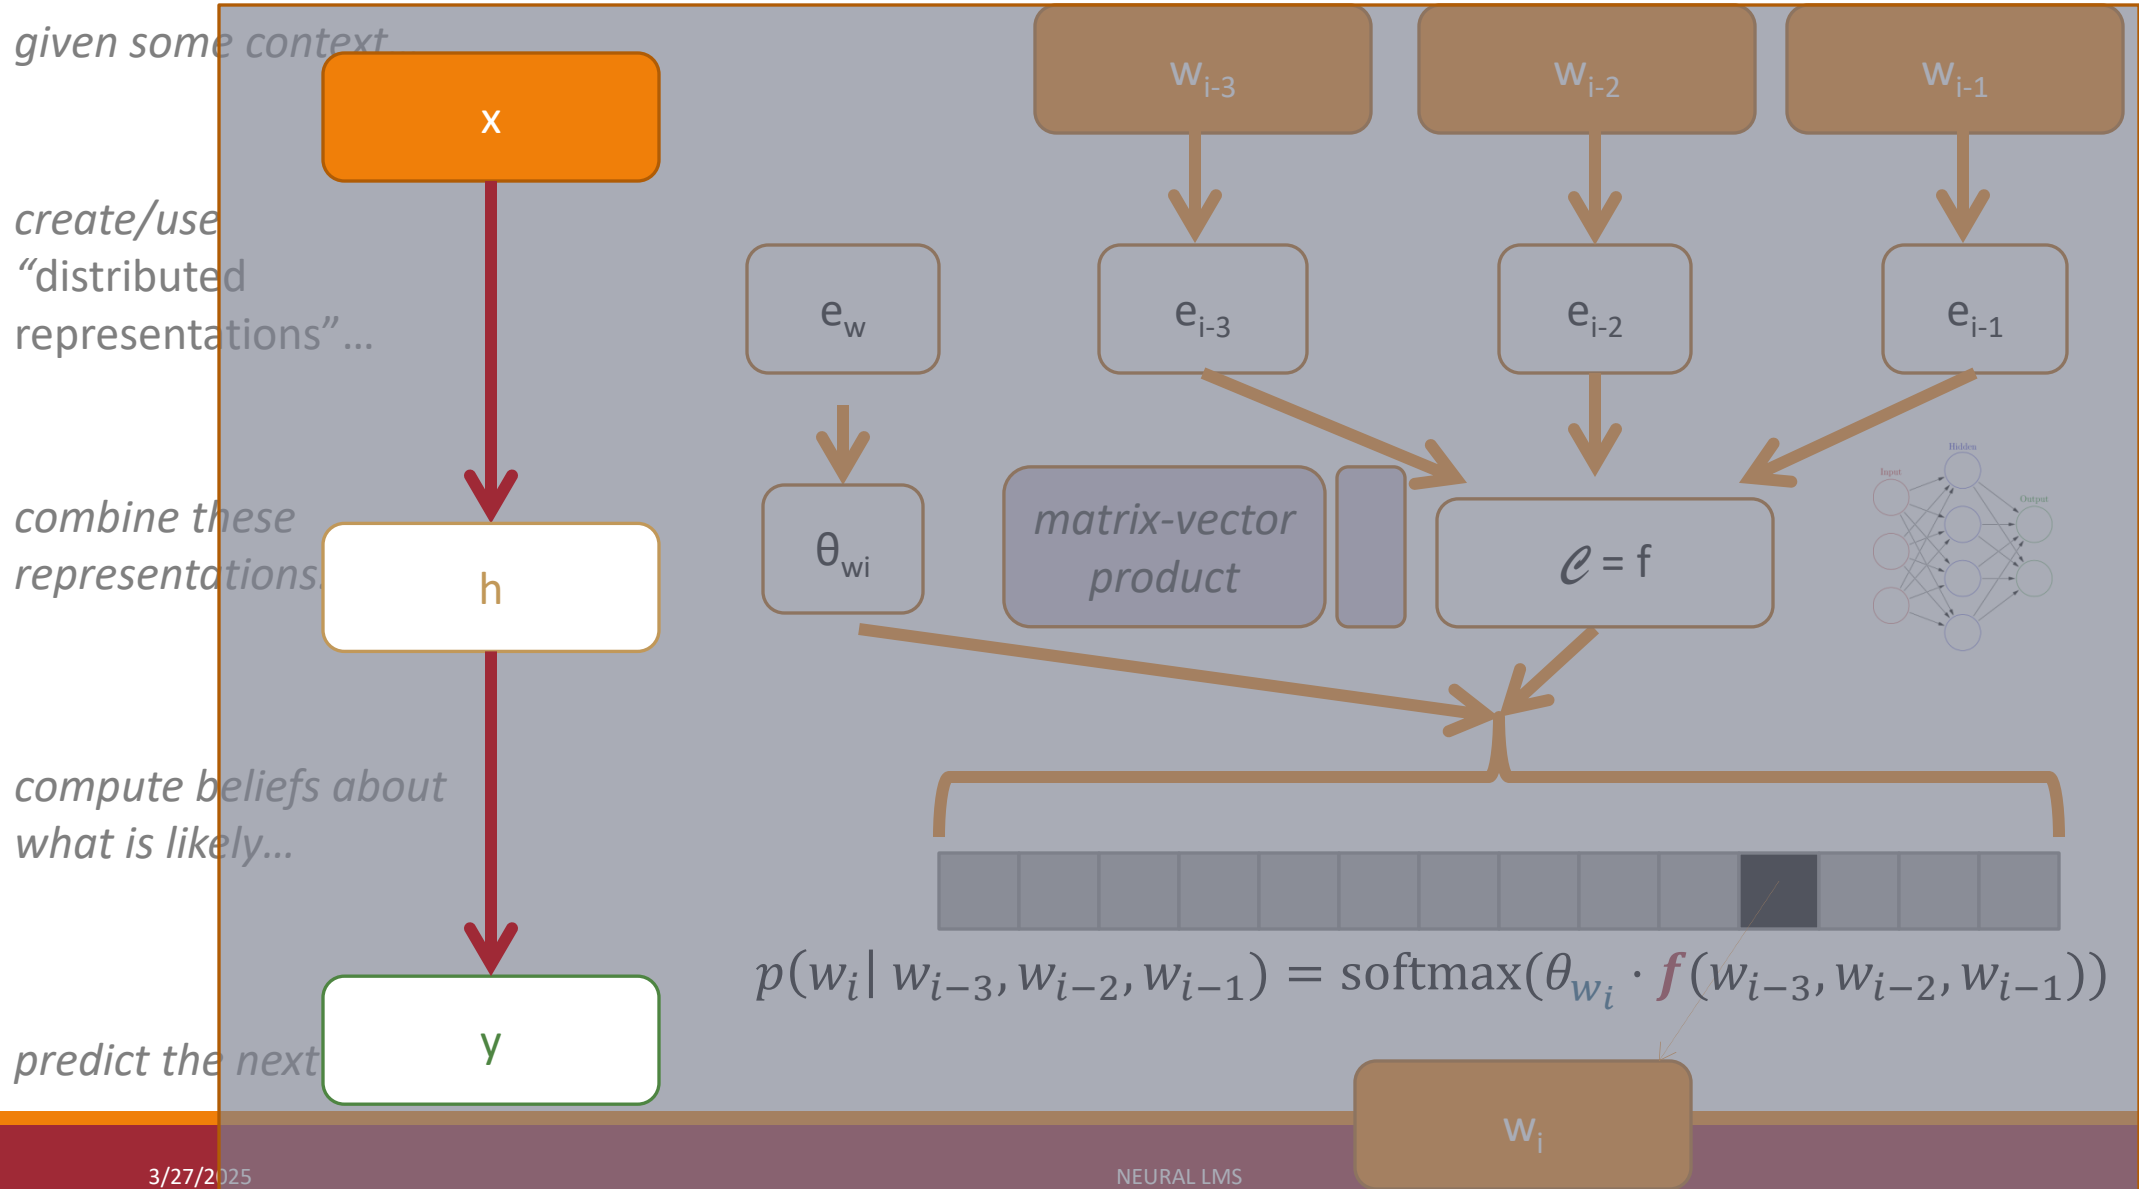 given some context
x
w_{i-3}
w_{i-2}
w_{i-1}
create/use
“distributed
representations”…
e_w
e_{i-3}
e_{i-2}
e_{i-1}
combine these
representations
h
θ_{wi}
matrix-vector
product
𝒞 = f
Input
Hidden
Output
compute beliefs about
what is likely…
p(w_i| w_{i−3}, w_{i−2}, w_{i−1}) = softmax(θ_{w_i} · f(w_{i−3}, w_{i−2}, w_{i−1}))
predict the next
y
w_i
3/27/2025
NEURAL LMS